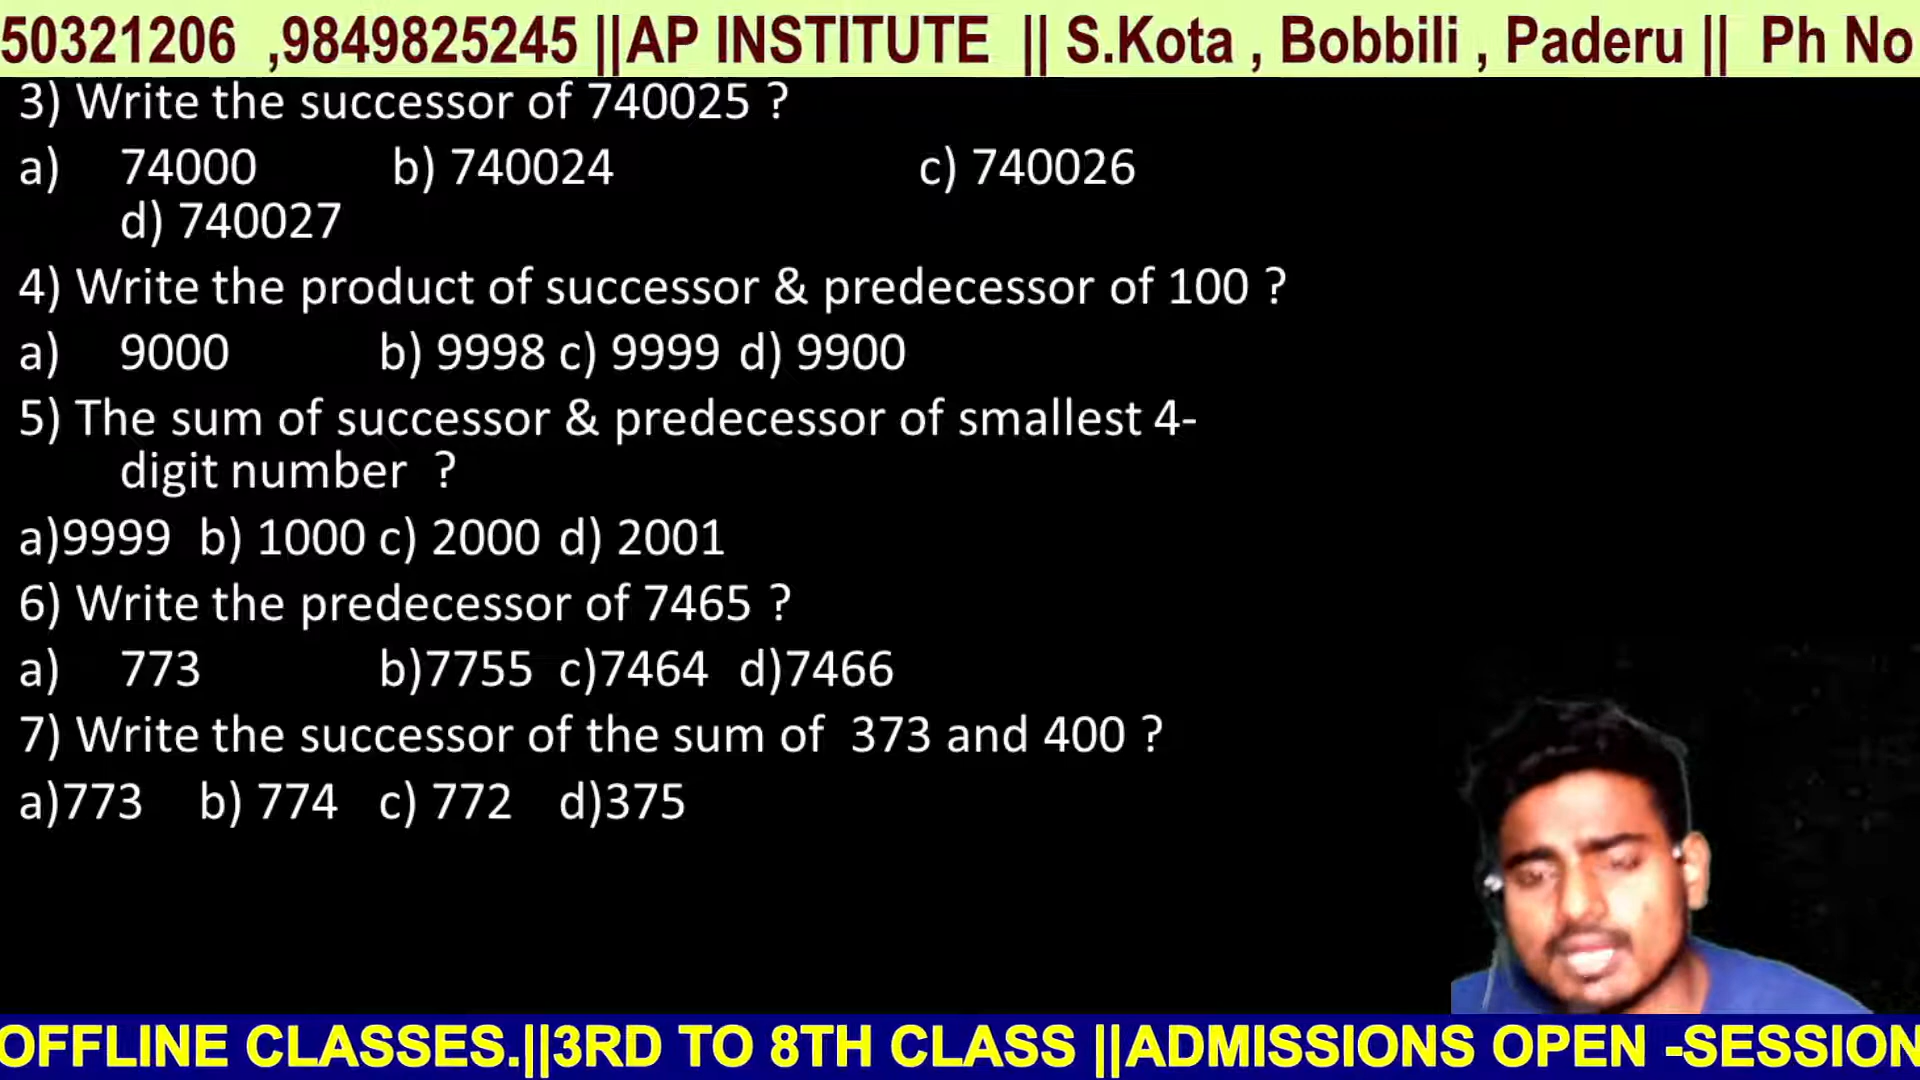 50321206 ,9849825245 ||AP INSTITUTE || S.Kota , Bobbili , Paderu || Ph No
3) Write the successor of 740025 ?
a) 74000 b) 740024 c) 740026
d) 740027
4) Write the product of successor & predecessor of 100 ?
a) 9000 b) 9998 c) 9999 d) 9900
5) The sum of successor & predecessor of smallest 4-
digit number ?
a)9999 b) 1000 c) 2000 d) 2001
6) Write the predecessor of 7465 ?
a) 773 b)7755 c)7464 d)7466
7) Write the successor of the sum of 373 and 400 ?
a)773 b) 774 c) 772 d)375
OFFLINE CLASSES.||3RD TO 8TH CLASS ||ADMISSIONS OPEN -SESSION